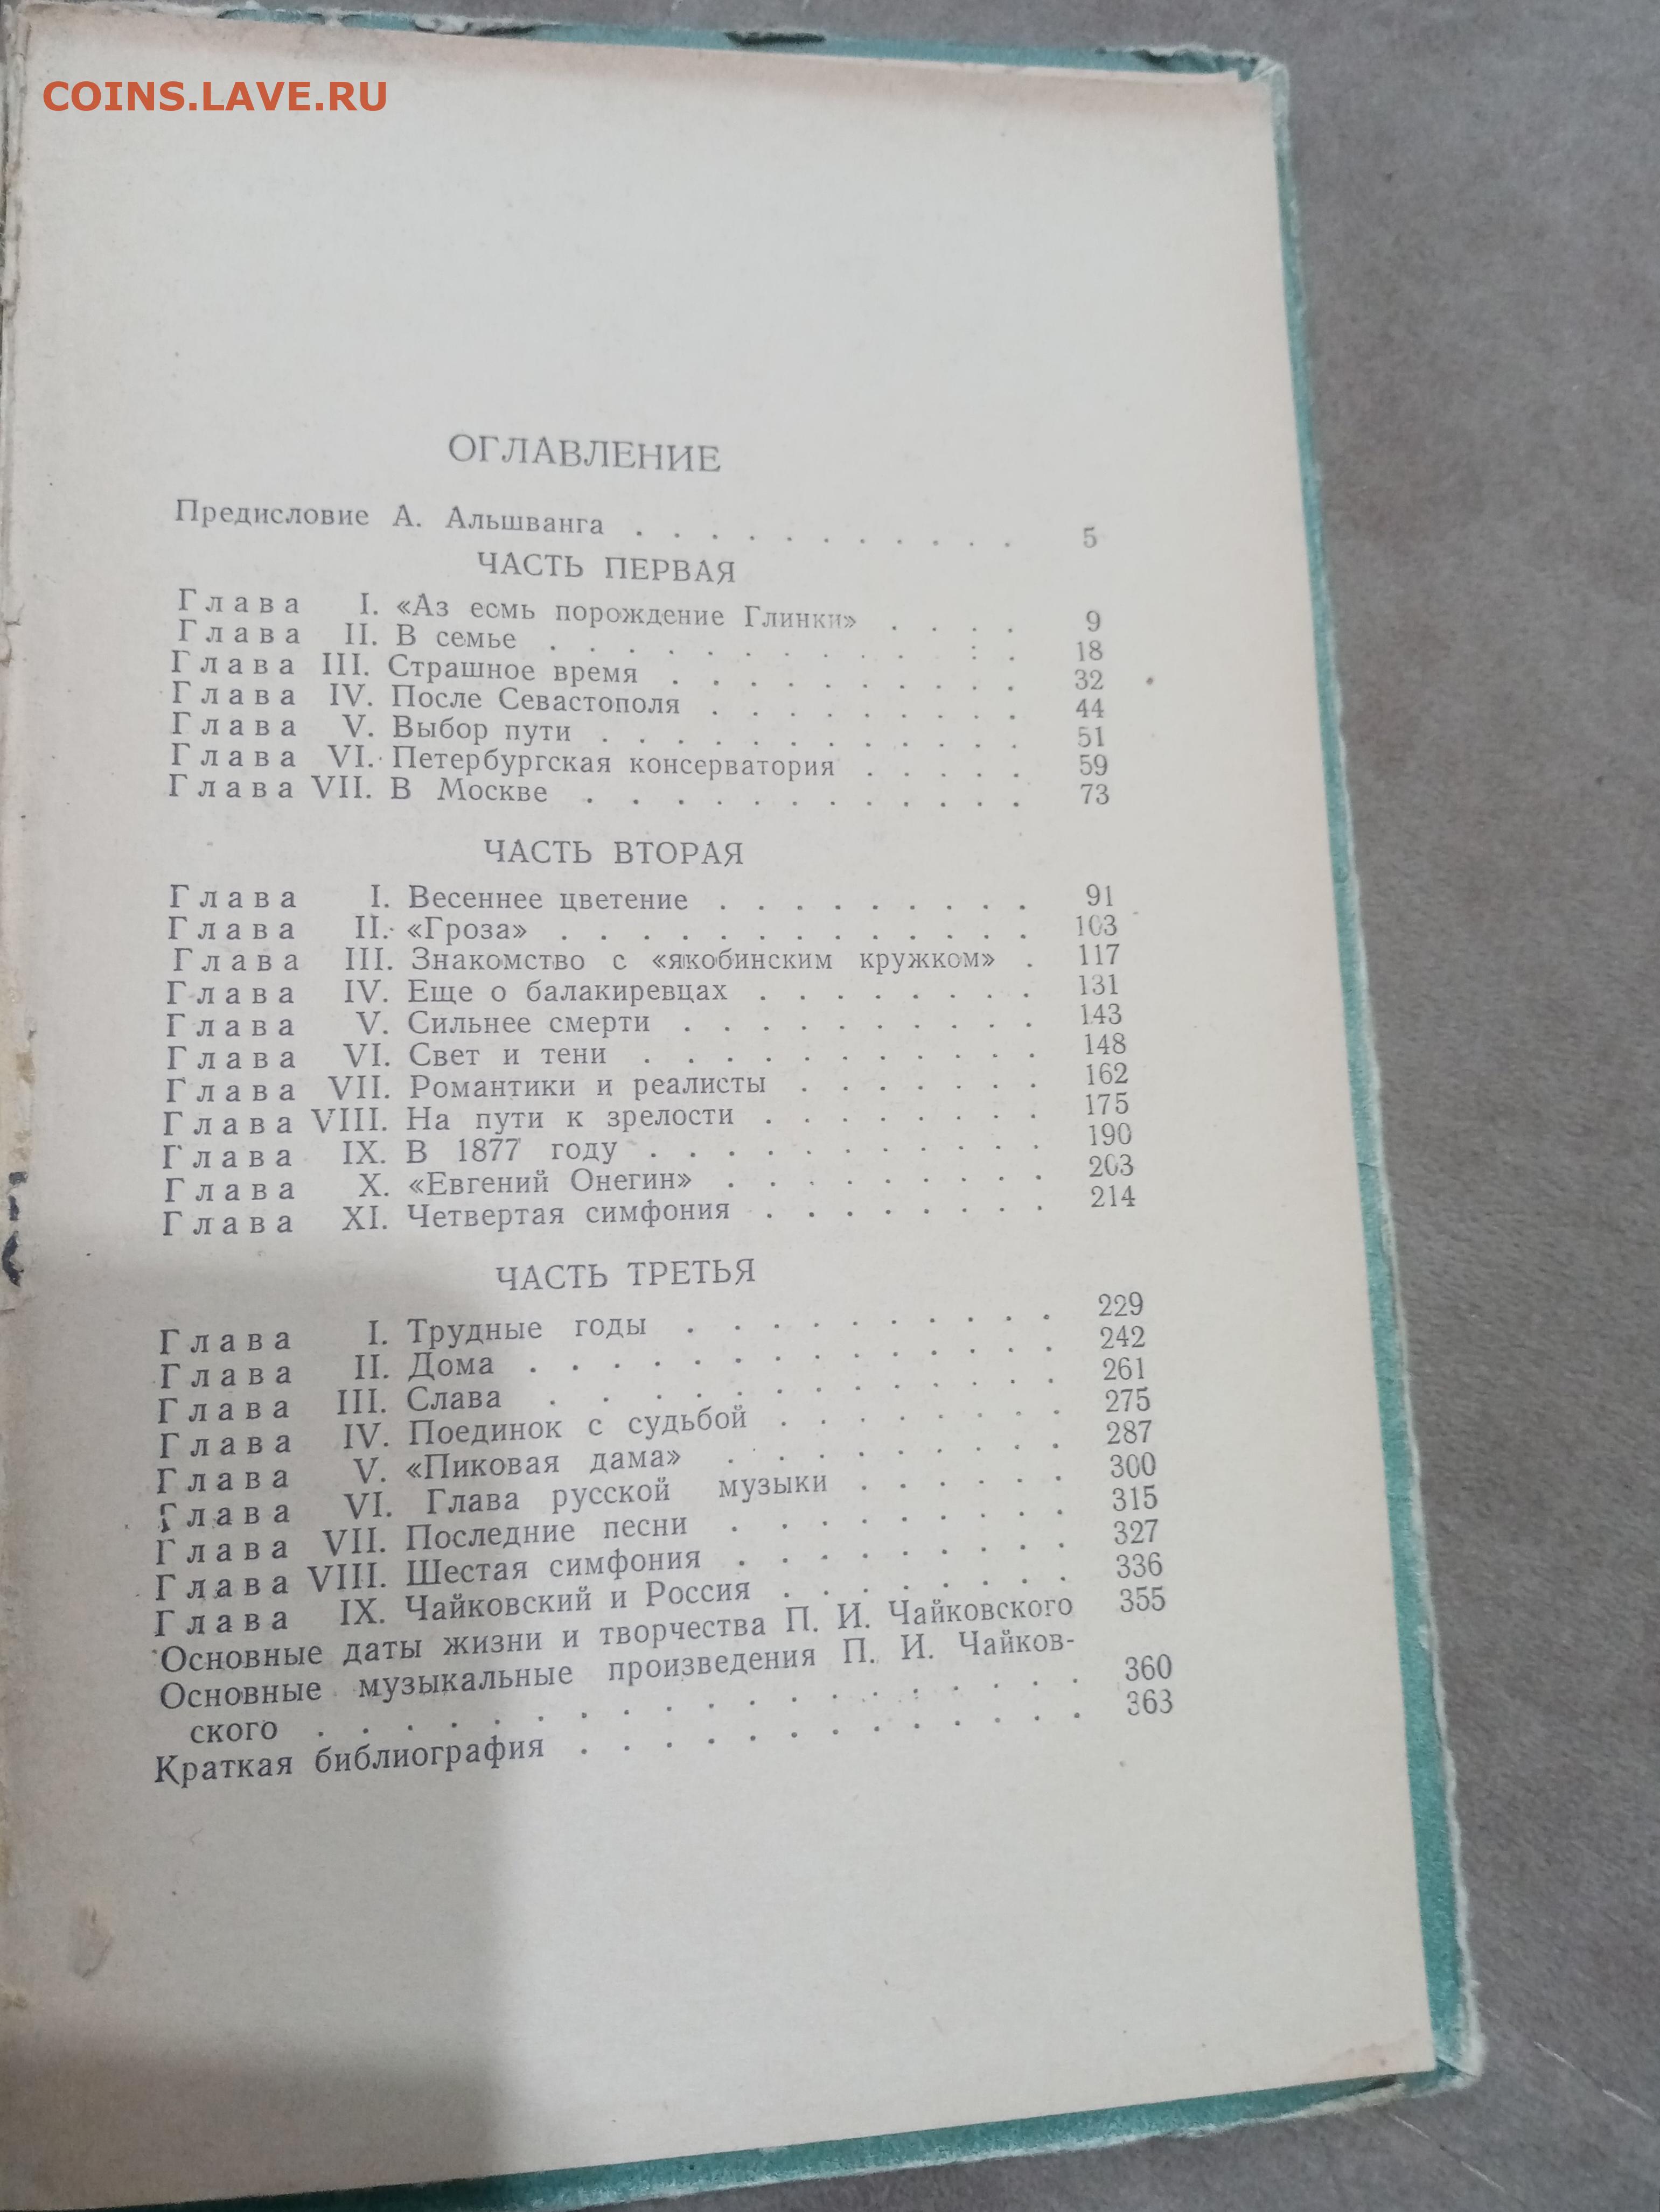 COINS.LAVE.RU
ОГЛАВЛЕНИЕ
Предисловие А. Альшванга . . . . . . . . . . . 5
ЧАСТЬ ПЕРВАЯ
Глава I. «Аз есмь порождение Глинки» . . . . 9
Глава II. В семье . . . . . . . . . . . . 18
Глава III. Страшное время . . . . . . . . . 32
Глава IV. После Севастополя . . . . . . . . 44
Глава V. Выбор пути . . . . . . . . . . . 51
Глава VI. Петербургская консерватория . . . . . 59
Глава VII. В Москве . . . . . . . . . . . 73
ЧАСТЬ ВТОРАЯ
Глава I. Весеннее цветение . . . . . . . . . 91
Глава II. «Гроза» . . . . . . . . . . . . 103
Глава III. Знакомство с «якобинским кружком» . 117
Глава IV. Еще о балакиревцах . . . . . . . . 131
Глава V. Сильнее смерти . . . . . . . . . 143
Глава VI. Свет и тени . . . . . . . . . . . 148
Глава VII. Романтики и реалисты . . . . . . . 162
Глава VIII. На пути к зрелости . . . . . . . . 175
Глава IX. В 1877 году . . . . . . . . . . . 190
Глава X. «Евгений Онегин» . . . . . . . . . 203
Глава XI. Четвертая симфония . . . . . . . . 214
ЧАСТЬ ТРЕТЬЯ
Глава I. Трудные годы . . . . . . . . . 229
Глава II. Дома . . . . . . . . . . . . . 242
Глава III. Слава . . . . . . . . . . . . 261
Глава IV. Поединок с судьбой . . . . . . . . 275
Глава V. «Пиковая дама» . . . . . . . . . 287
Глава VI. Глава русской музыки . . . . . . 300
Глава VII. Последние песни . . . . . . . . . 315
Глава VIII. Шестая симфония . . . . . . . . . 327
Глава IX. Чайковский и Россия . . . . . . . . 336
Основные даты жизни и творчества П. И. Чайковского 355
Основные музыкальные произведения П. И. Чайков-
ского . . . . . . . . . . . . . . . . . . 360
Краткая библиография . . . . . . . . . . . . 363